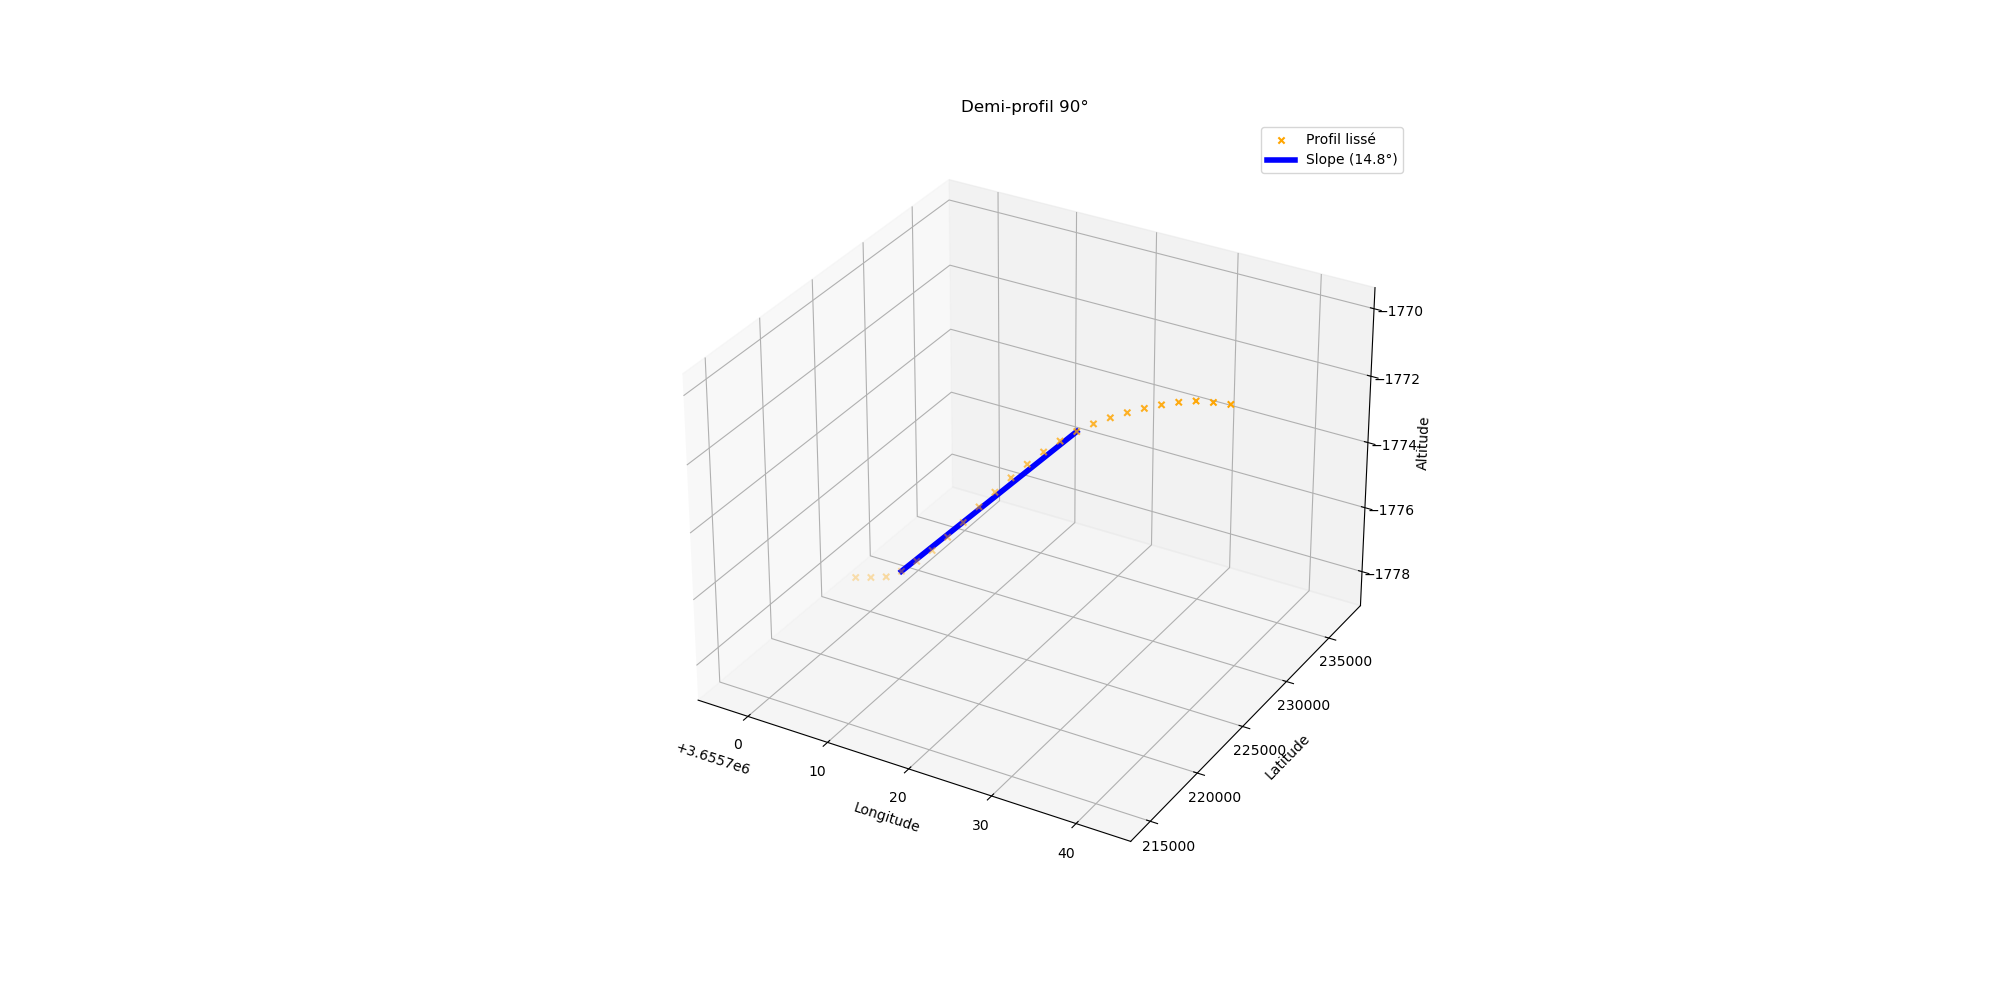 Demi-profil 90°
Profil lissé
Slope (14.8°)
−1770
−1772
−1774
−1776
−1778
Altitude
235000
230000
225000
220000
215000
Latitude
0
10
20
30
40
+3.6557e6
Longitude